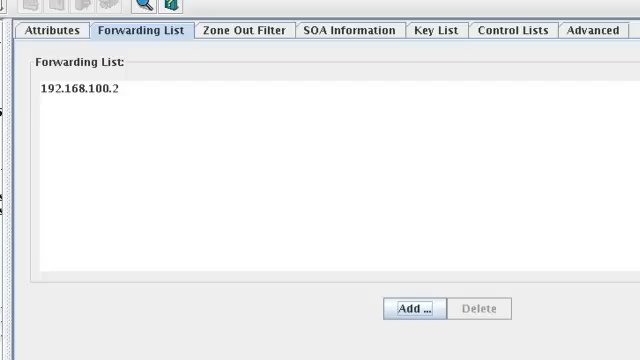 Attributes Forwarding List Zone Out Filter SOA Information Key List Control Lists Advanced
Forwarding List:
192.168.100.2
Add ... Delete